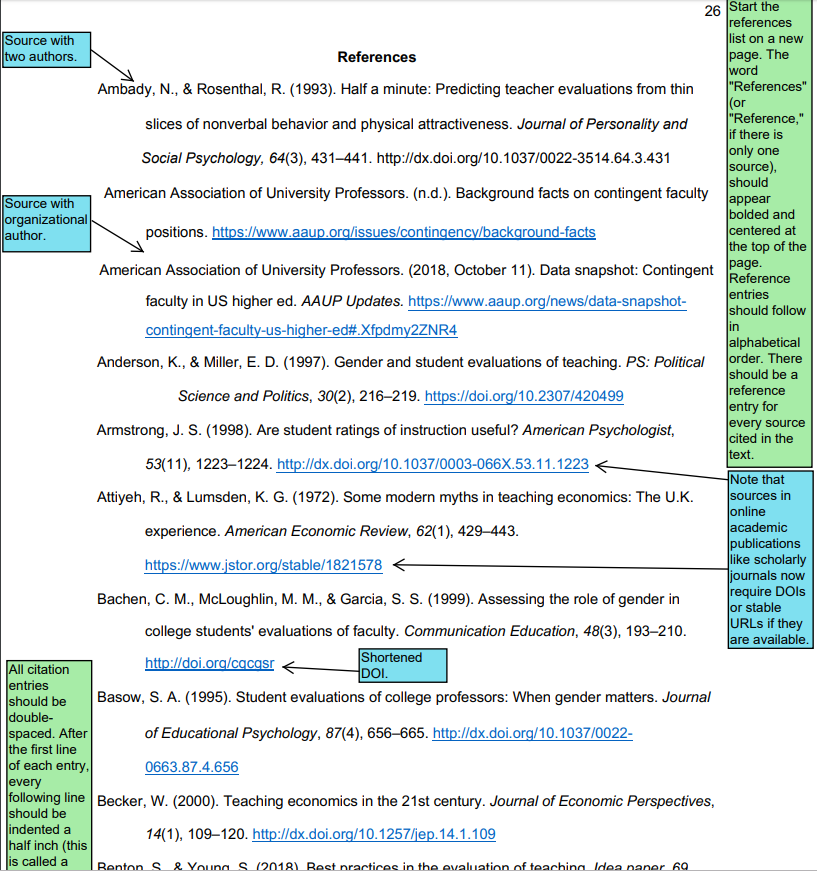 26
Source with
two authors.
References
Ambady, N., & Rosenthal, R. (1993). Half a minute: Predicting teacher evaluations from thin
slices of nonverbal behavior and physical attractiveness. Journal of Personality and
Social Psychology, 64(3), 431–441. http://dx.doi.org/10.1037/0022-3514.64.3.431
Source with
organizational
author.
American Association of University Professors. (n.d.). Background facts on contingent faculty
positions. https://www.aaup.org/issues/contingency/background-facts
American Association of University Professors. (2018, October 11). Data snapshot: Contingent
faculty in US higher ed. AAUP Updates. https://www.aaup.org/news/data-snapshot-
contingent-faculty-us-higher-ed#.Xfpdmy2ZNR4
Anderson, K., & Miller, E. D. (1997). Gender and student evaluations of teaching. PS: Political
Science and Politics, 30(2), 216–219. https://doi.org/10.2307/420499
Armstrong, J. S. (1998). Are student ratings of instruction useful? American Psychologist,
53(11), 1223–1224. http://dx.doi.org/10.1037/0003-066X.53.11.1223
Attiyeh, R., & Lumsden, K. G. (1972). Some modern myths in teaching economics: The U.K.
experience. American Economic Review, 62(1), 429–443.
https://www.jstor.org/stable/1821578
Bachen, C. M., McLoughlin, M. M., & Garcia, S. S. (1999). Assessing the role of gender in
college students' evaluations of faculty. Communication Education, 48(3), 193–210.
http://doi.org/cqcgsr
Shortened
DOI.
Basow, S. A. (1995). Student evaluations of college professors: When gender matters. Journal
of Educational Psychology, 87(4), 656–665. http://dx.doi.org/10.1037/0022-
0663.87.4.656
Becker, W. (2000). Teaching economics in the 21st century. Journal of Economic Perspectives,
14(1), 109–120. http://dx.doi.org/10.1257/jep.14.1.109
Benton, S., & Young, S. (2018). Best practices in the evaluation of teaching. Idea paper, 69
Start the
references
list on a new
page. The
word
"References"
(or
"Reference,"
if there is
only one
source),
should
appear
bolded and
centered at
the top of the
page.
Reference
entries
should follow
in
alphabetical
order. There
should be a
reference
entry for
every source
cited in the
text.
Note that
sources in
online
academic
publications
like scholarly
journals now
require DOIs
or stable
URLs if they
are available.
All citation
entries
should be
double-
spaced. After
the first line
of each entry,
every
following line
should be
indented a
half inch (this
is called a